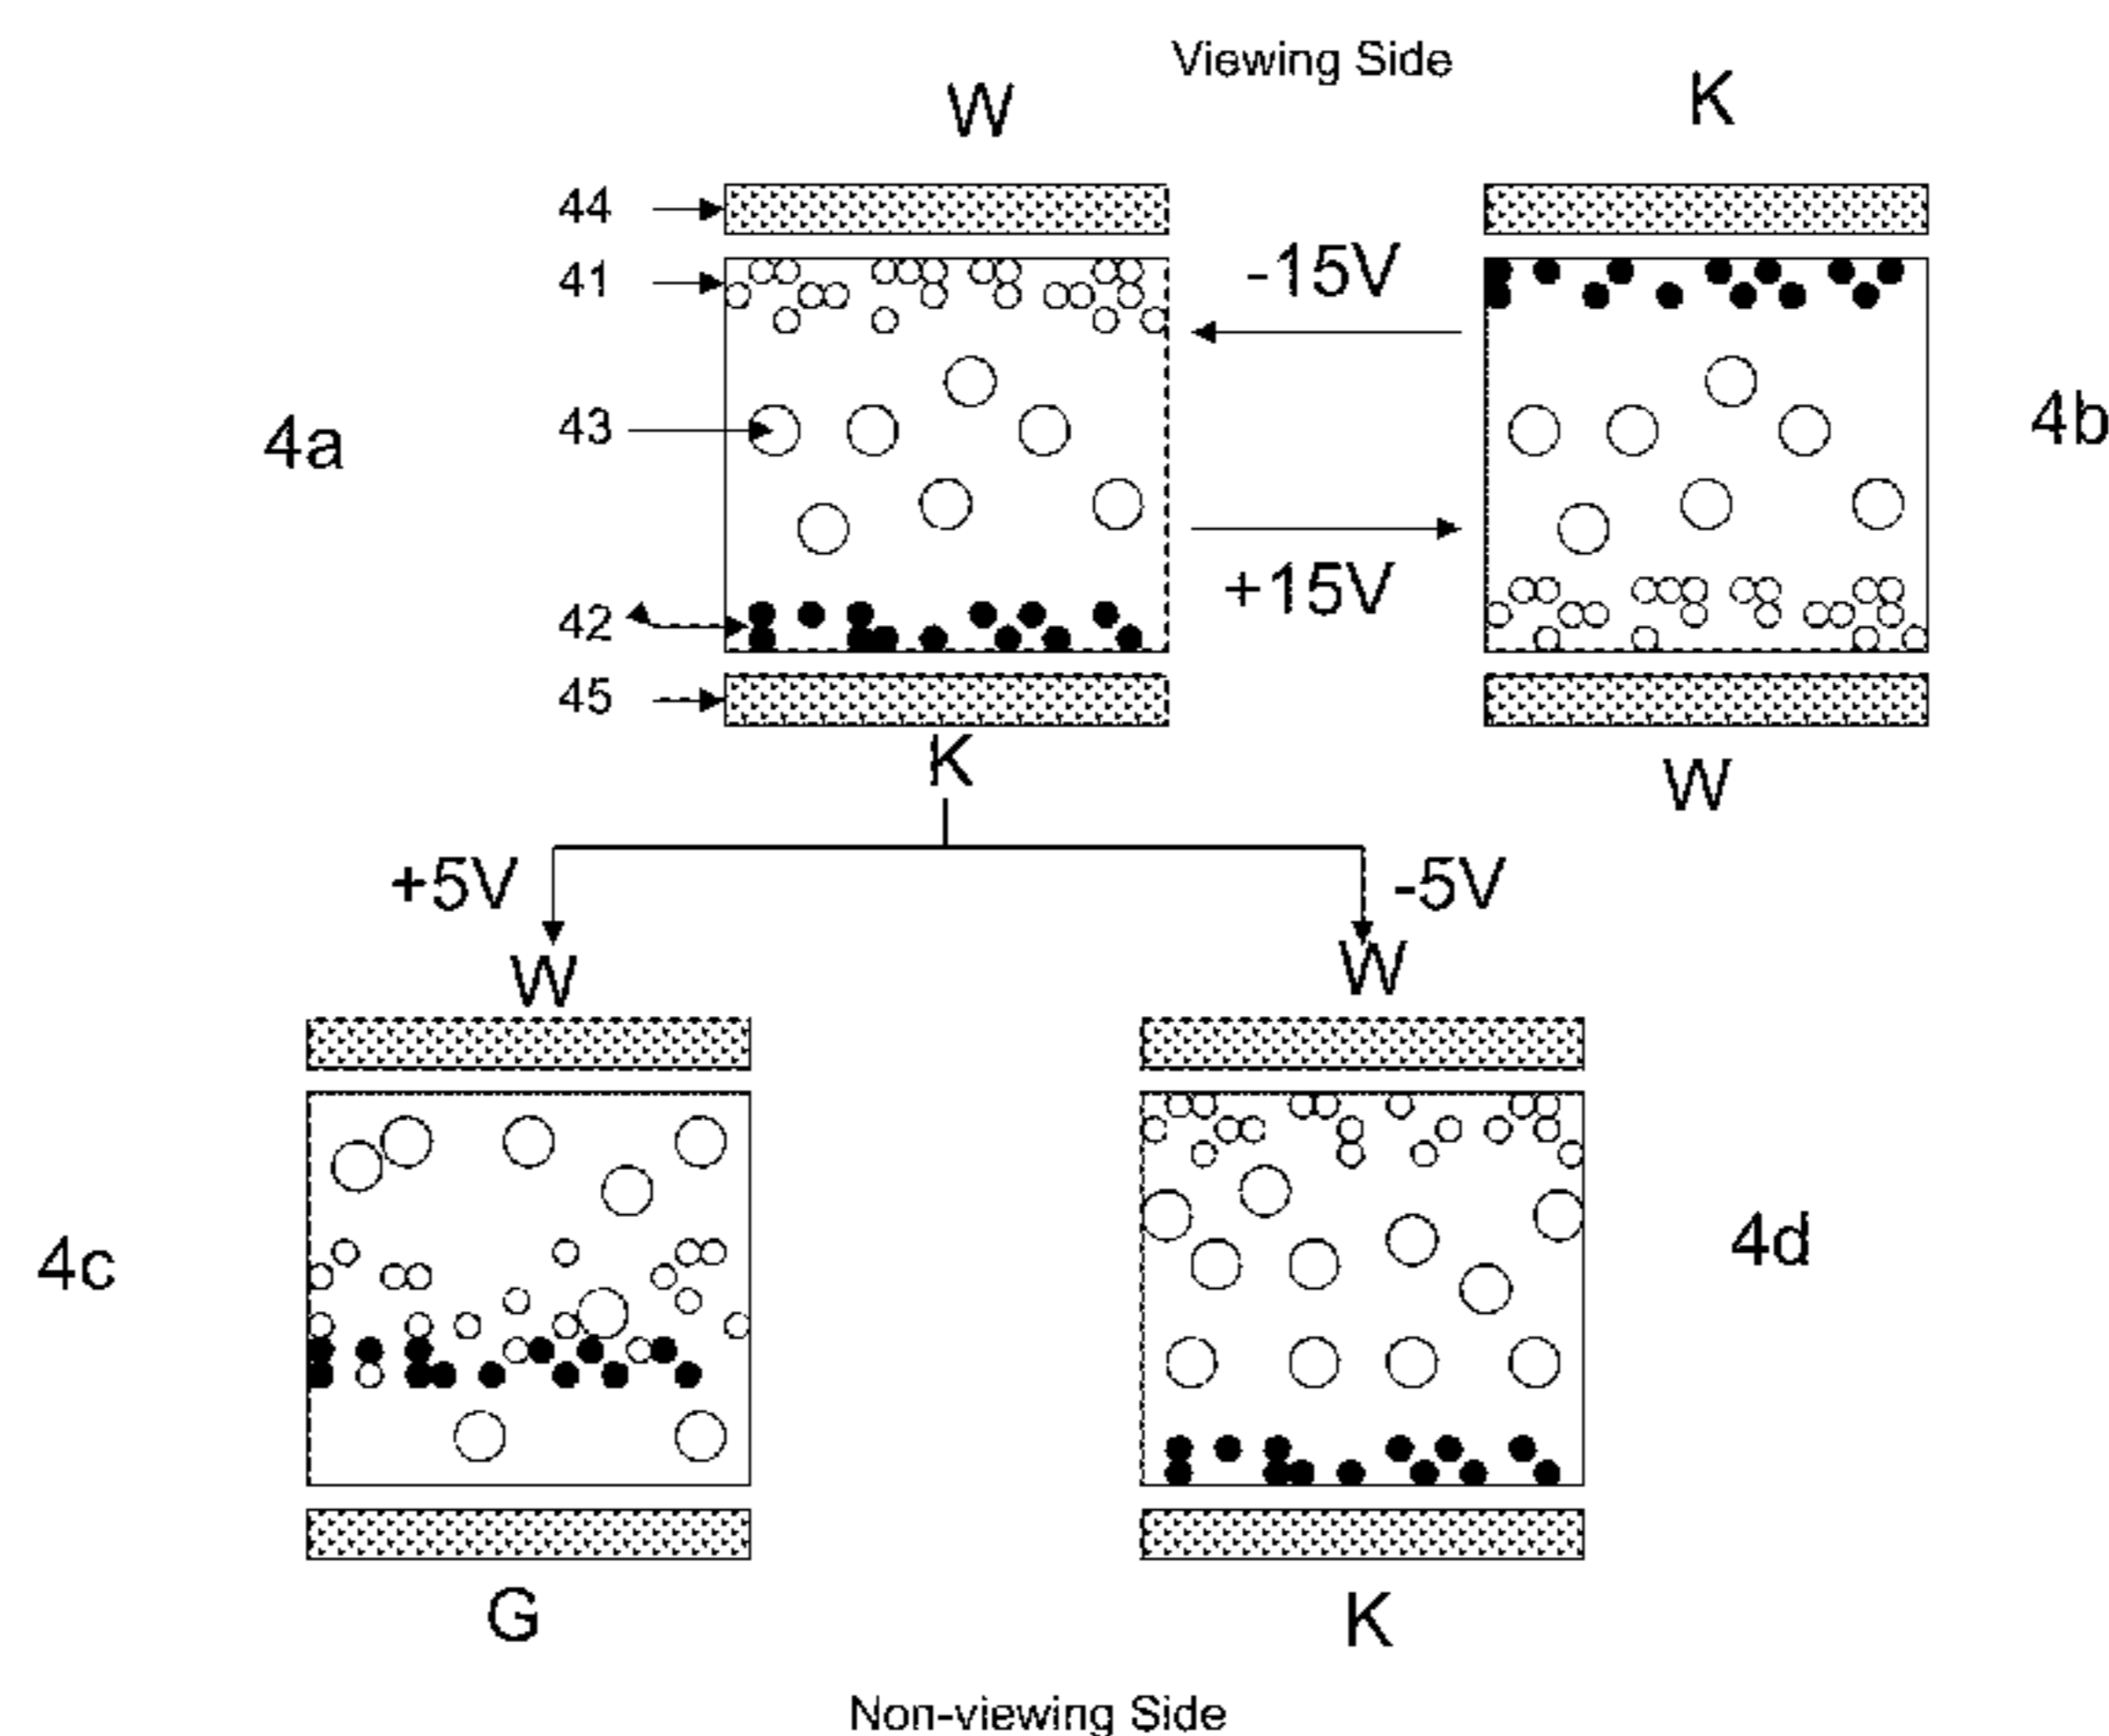 Viewing Side
W
K
44
41
-15V
43
4a
4b
+15V
42
45
K
W
+5V
-5V
W
W
4c
4d
G
K
Non-viewing Side